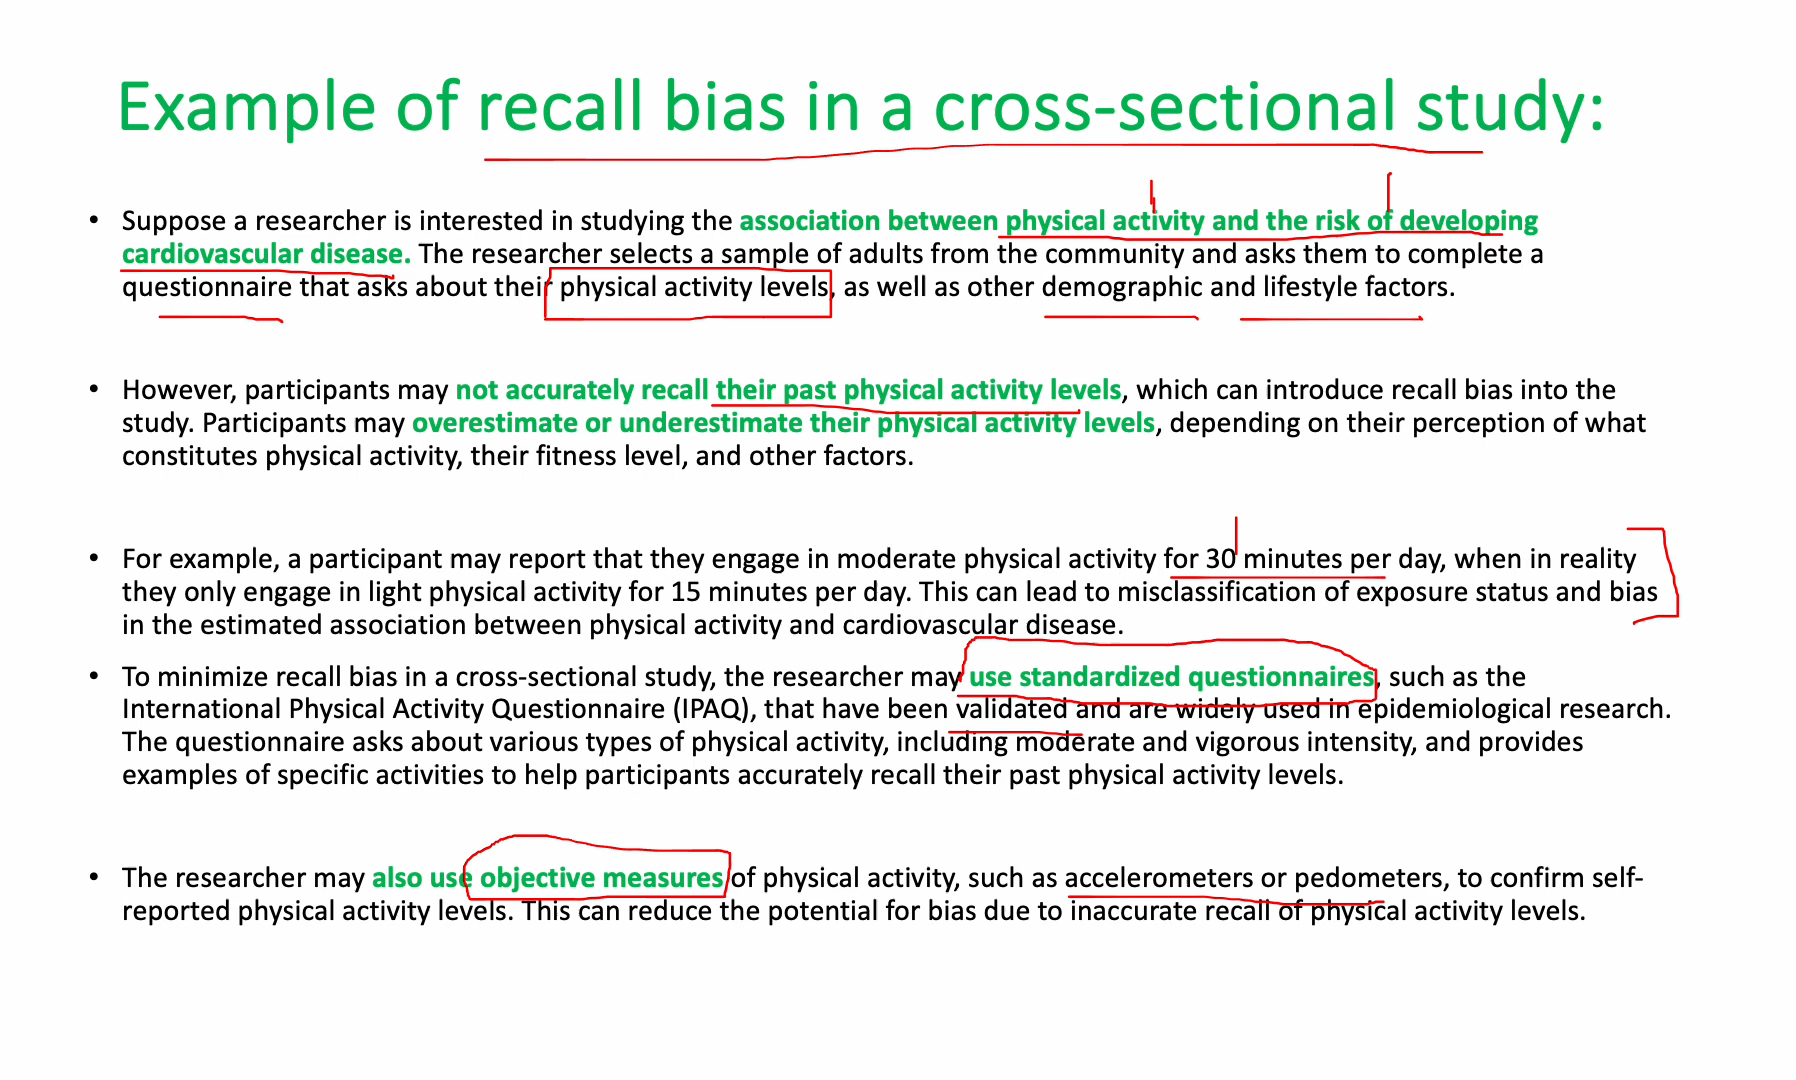 Example of recall bias in a cross-sectional study:
• Suppose a researcher is interested in studying the association between physical activity and the risk of developing
cardiovascular disease. The researcher selects a sample of adults from the community and asks them to complete a
questionnaire that asks about their physical activity levels, as well as other demographic and lifestyle factors.
• However, participants may not accurately recall their past physical activity levels, which can introduce recall bias into the
study. Participants may overestimate or underestimate their physical activity levels, depending on their perception of what
constitutes physical activity, their fitness level, and other factors.
• For example, a participant may report that they engage in moderate physical activity for 30 minutes per day, when in reality
they only engage in light physical activity for 15 minutes per day. This can lead to misclassification of exposure status and bias
in the estimated association between physical activity and cardiovascular disease.
• To minimize recall bias in a cross-sectional study, the researcher may use standardized questionnaires, such as the
International Physical Activity Questionnaire (IPAQ), that have been validated and are widely used in epidemiological research.
The questionnaire asks about various types of physical activity, including moderate and vigorous intensity, and provides
examples of specific activities to help participants accurately recall their past physical activity levels.
• The researcher may also use objective measures of physical activity, such as accelerometers or pedometers, to confirm self-
reported physical activity levels. This can reduce the potential for bias due to inaccurate recall of physical activity levels.